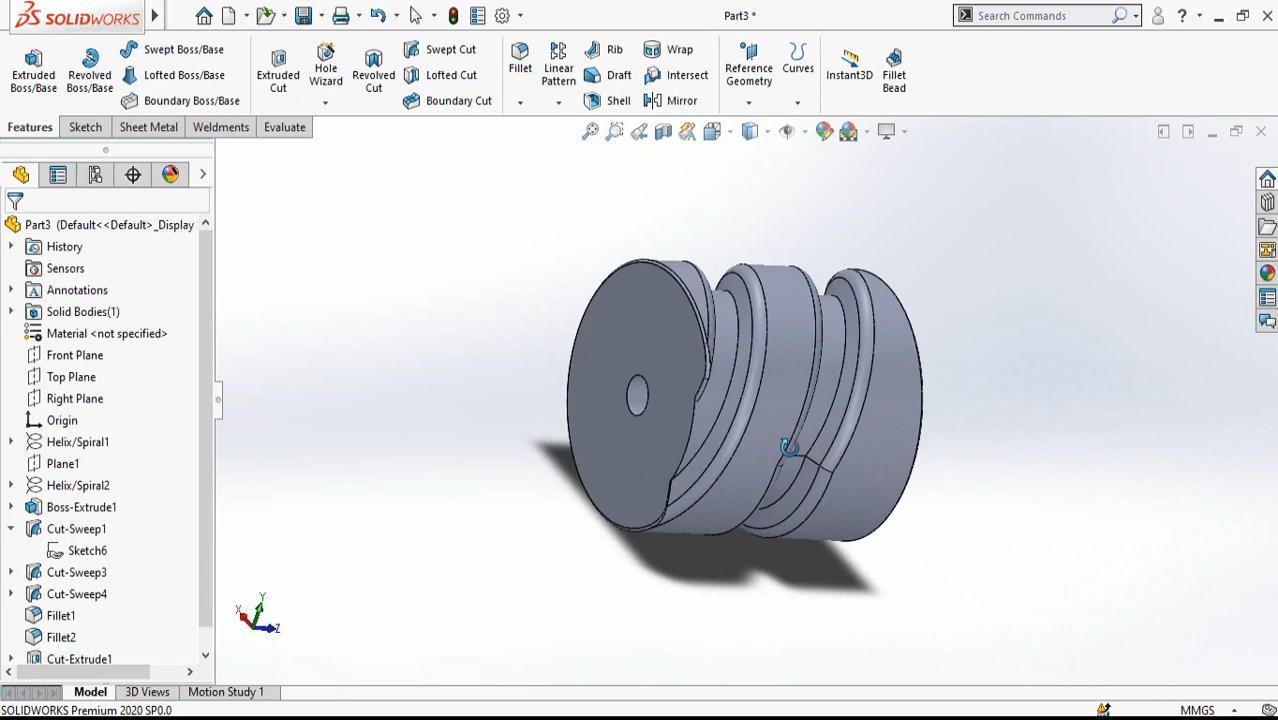 SOLIDWORKS
Part3 *
Search Commands
Extruded Boss/Base
Revolved Boss/Base
Swept Boss/Base
Lofted Boss/Base
Boundary Boss/Base
Extruded Cut
Hole Wizard
Revolved Cut
Swept Cut
Lofted Cut
Boundary Cut
Fillet
Linear Pattern
Rib
Draft
Shell
Wrap
Intersect
Mirror
Reference Geometry
Curves
Instant3D
Fillet Bead
Features
Sketch
Sheet Metal
Weldments
Evaluate
Part3 (Default<<Default>_Display
History
Sensors
Annotations
Solid Bodies(1)
Material <not specified>
Front Plane
Top Plane
Right Plane
Origin
Helix/Spiral1
Plane1
Helix/Spiral2
Boss-Extrude1
Cut-Sweep1
Sketch6
Cut-Sweep3
Cut-Sweep4
Fillet1
Fillet2
Cut-Extrude1
X Y Z
Model
3D Views
Motion Study 1
SOLIDWORKS Premium 2020 SP0.0
MMGS